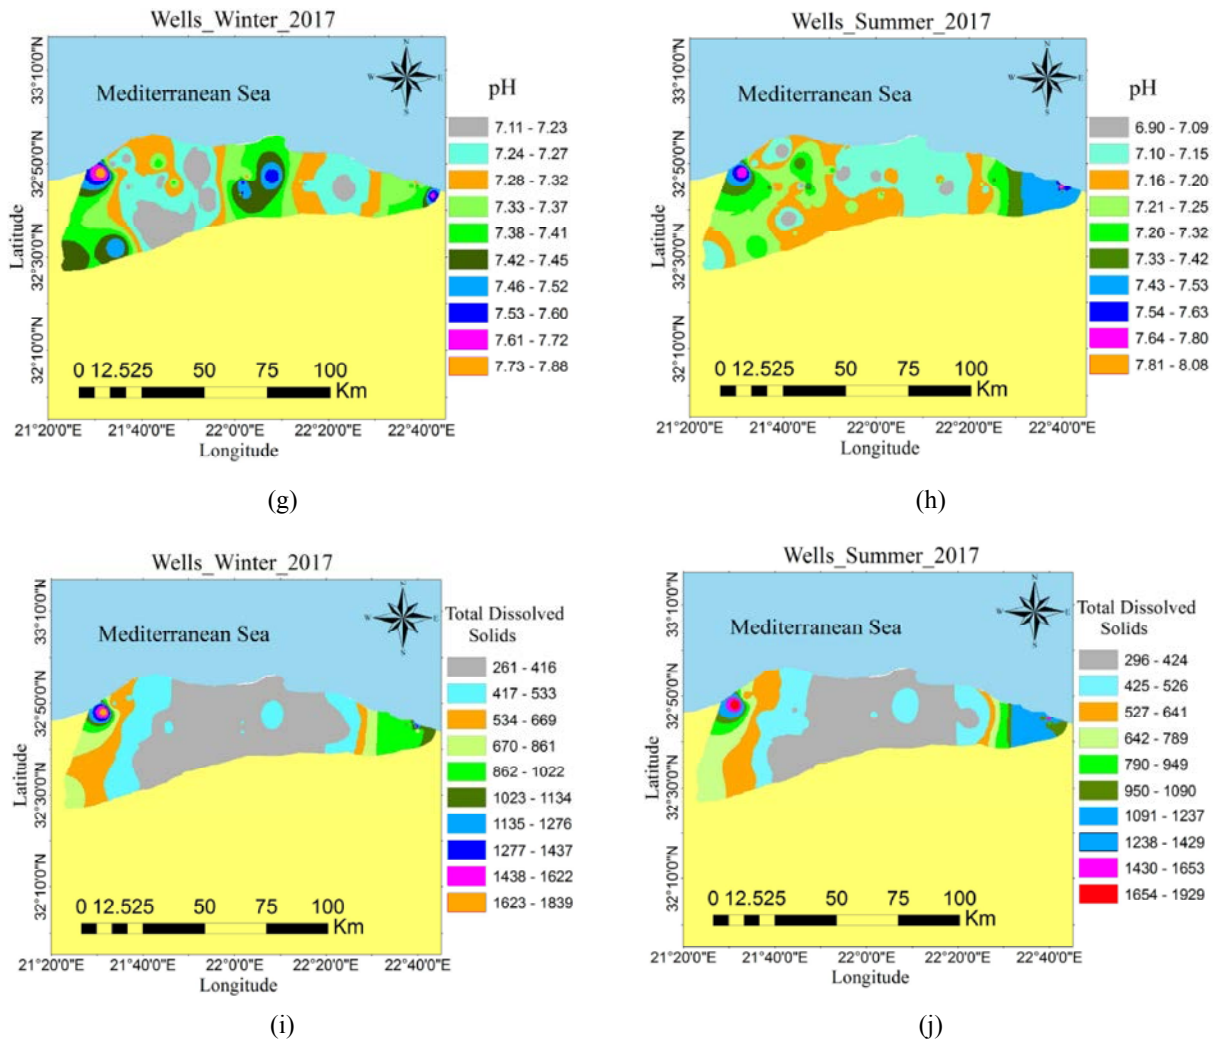 Wells_Winter_2017
Mediterranean Sea
N
W
E
S
pH
7.11 - 7.23
7.24 - 7.27
7.28 - 7.32
7.33 - 7.37
7.38 - 7.41
7.42 - 7.45
7.46 - 7.52
7.53 - 7.60
7.61 - 7.72
7.73 - 7.88
Latitude
33°10'0"N
32°50'0"N
32°30'0"N
32°10'0"N
0 12.525 50 75 100
Km
21°20'0"E 21°40'0"E 22°0'0"E 22°20'0"E 22°40'0"E
Longitude
(g)
Wells_Summer_2017
Mediterranean Sea
N
W
E
S
pH
6.90 - 7.09
7.10 - 7.15
7.16 - 7.20
7.21 - 7.25
7.26 - 7.32
7.33 - 7.42
7.43 - 7.53
7.54 - 7.63
7.64 - 7.80
7.81 - 8.08
Latitude
33°10'0"N
32°50'0"N
32°30'0"N
32°10'0"N
0 12.525 50 75 100
Km
21°20'0"E 21°40'0"E 22°0'0"E 22°20'0"E 22°40'0"E
Longitude
(h)
Wells_Winter_2017
Mediterranean Sea
N
W
E
S
Total Dissolved
Solids
261 - 416
417 - 533
534 - 669
670 - 861
862 - 1022
1023 - 1134
1135 - 1276
1277 - 1437
1438 - 1622
1623 - 1839
Latitude
33°10'0"N
32°50'0"N
32°30'0"N
32°10'0"N
0 12.525 50 75 100
Km
21°20'0"E 21°40'0"E 22°0'0"E 22°20'0"E 22°40'0"E
Longitude
(i)
Wells_Summer_2017
Mediterranean Sea
N
W
E
S
Total Dissolved
Solids
296 - 424
425 - 526
527 - 641
642 - 789
790 - 949
950 - 1090
1091 - 1237
1238 - 1429
1430 - 1653
1654 - 1929
Latitude
33°10'0"N
32°50'0"N
32°30'0"N
32°10'0"N
0 12.525 50 75 100
Km
21°20'0"E 21°40'0"E 22°0'0"E 22°20'0"E 22°40'0"E
Longitude
(j)